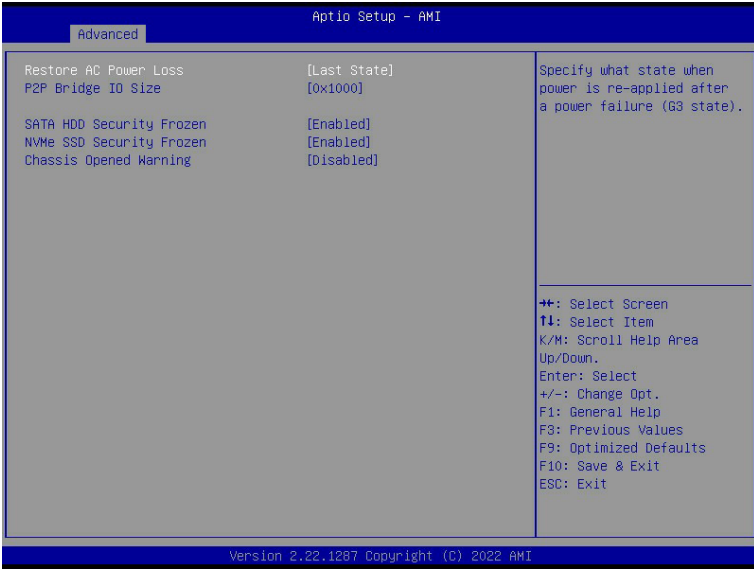 Aptio Setup - AMI
Advanced
Restore AC Power Loss [Last State]
P2P Bridge IO Size [0x1000]
SATA HDD Security Frozen [Enabled]
NVMe SSD Security Frozen [Enabled]
Chassis Opened Warning [Disabled]
Specify what state when
power is re-applied after
a power failure (G3 state).
→←: Select Screen
↑↓: Select Item
K/M: Scroll Help Area
Up/Down.
Enter: Select
+/-: Change Opt.
F1: General Help
F3: Previous Values
F9: Optimized Defaults
F10: Save & Exit
ESC: Exit
Version 2.22.1287 Copyright (C) 2022 AMI